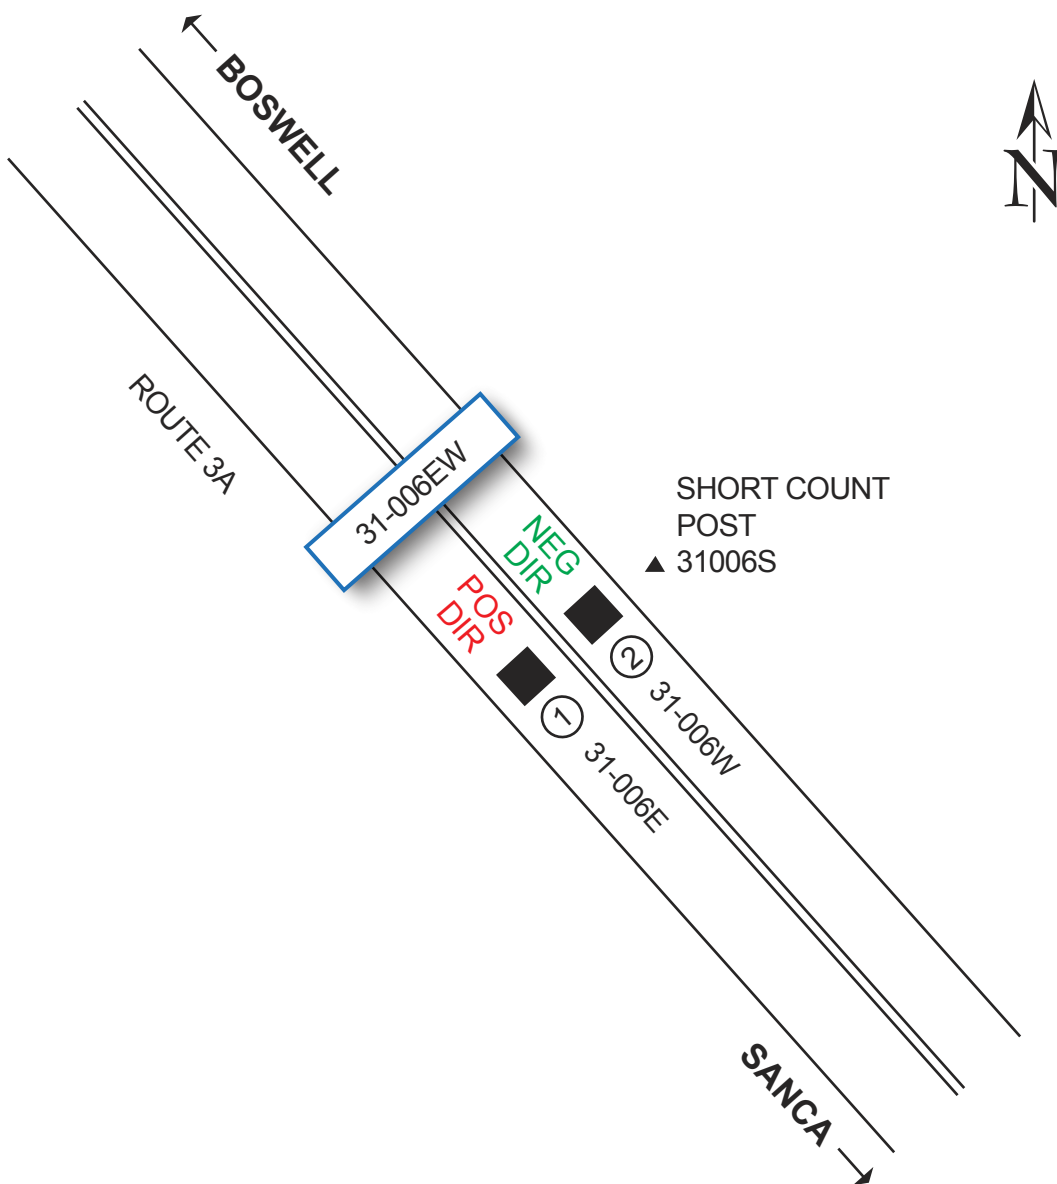 BOSWELL
N
ROUTE 3A
31-006EW
SHORT COUNT
POST
31006S
NEG
DIR
POS
DIR
2
31-006W
1
31-006E
SANCA